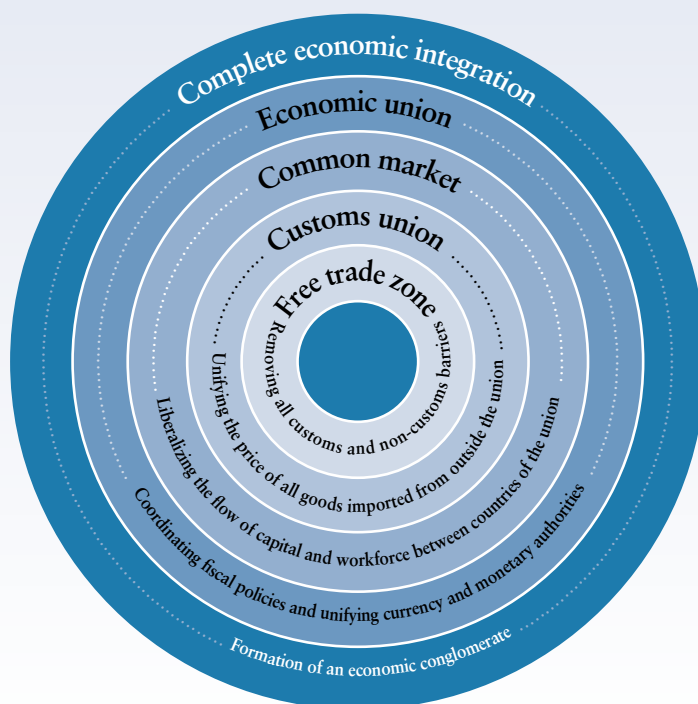 Complete economic integration
Economic union
Common market
Customs union
Free trade zone
Removing all customs and non-customs barriers
Unifying the price of all goods imported from outside the union
Liberalizing the flow of capital and workforce between countries of the union
Coordinating fiscal policies and unifying currency and monetary authorities
Formation of an economic conglomerate